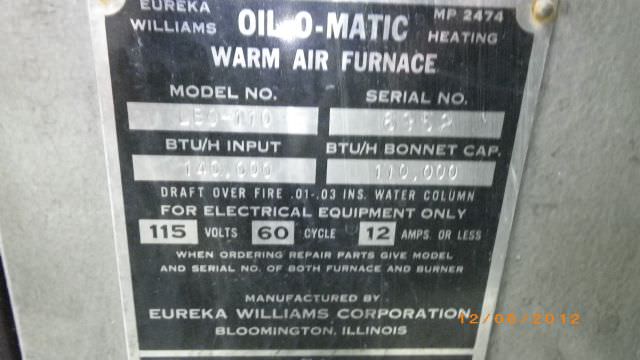 EUREKA WILLIAMS OIL-O-MATIC MP 2474 HEATING
WARM AIR FURNACE
MODEL NO. SERIAL NO.
BTU/H INPUT BTU/H BONNET CAP.
140,000 110,000
DRAFT OVER FIRE .01-.03 INS. WATER COLUMN
FOR ELECTRICAL EQUIPMENT ONLY
115 VOLTS 60 CYCLE 12 AMPS. OR LESS
WHEN ORDERING REPAIR PARTS GIVE MODEL
AND SERIAL NO. OF BOTH FURNACE AND BURNER
MANUFACTURED BY
EUREKA WILLIAMS CORPORATION
BLOOMINGTON, ILLINOIS
12/06/2012